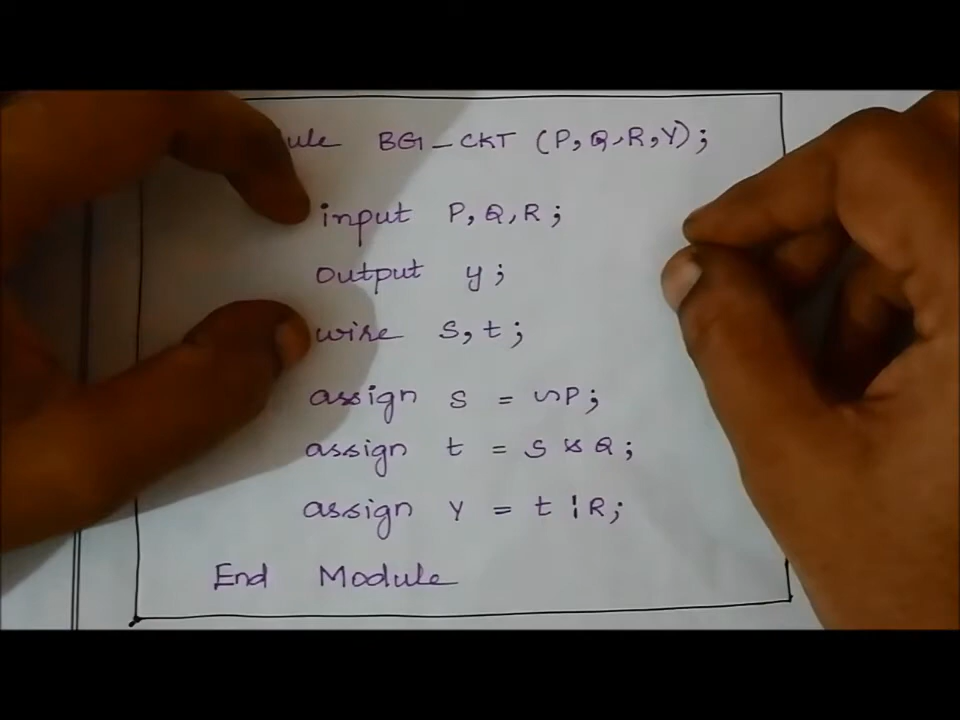 ule BG1_CKT (P,Q,R,Y);
input P,Q,R;
output y;
wire S,t;
assign S = ~P;
assign t = S & Q;
assign Y = t | R;
End Module